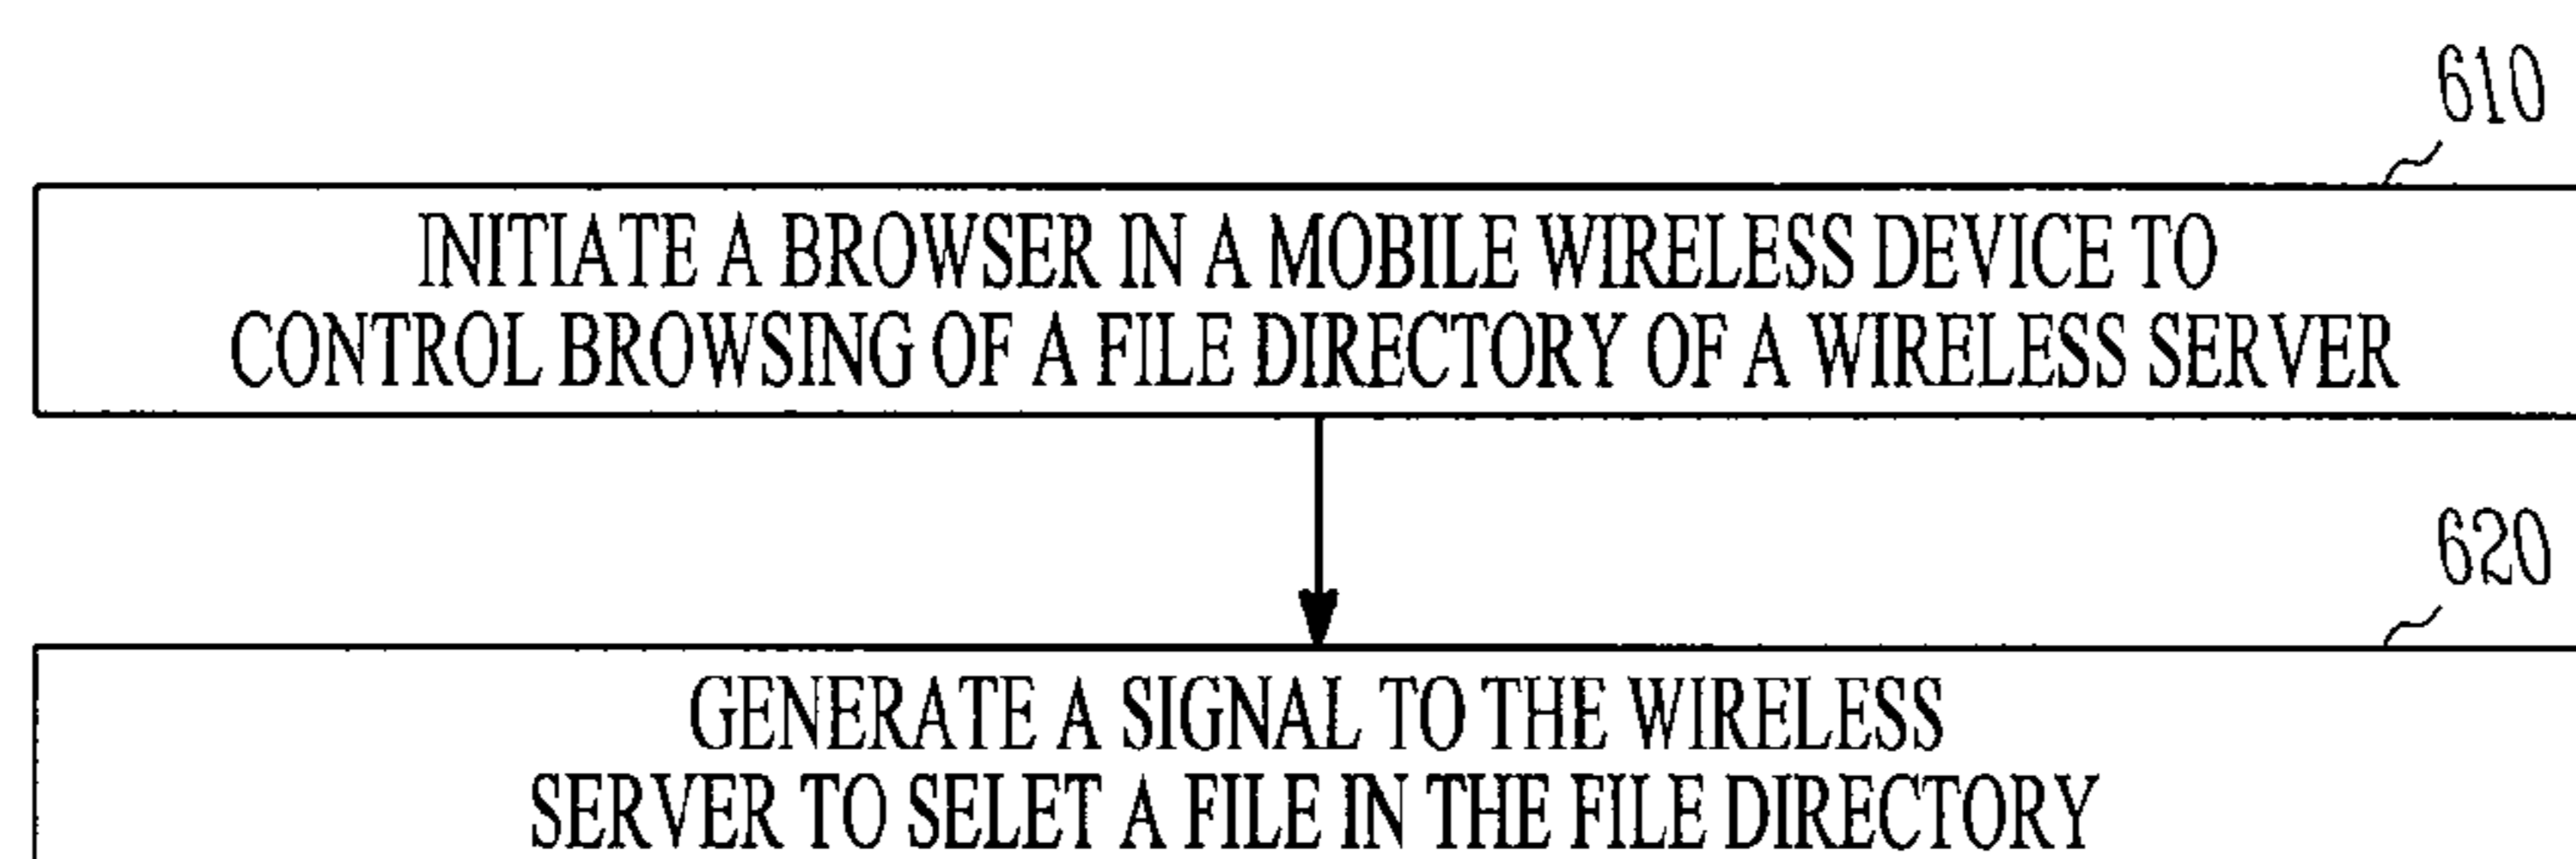 610
INITIATE A BROWSER IN A MOBILE WIRELESS DEVICE TO
CONTROL BROWSING OF A FILE DIRECTORY OF A WIRELESS SERVER
620
GENERATE A SIGNAL TO THE WIRELESS
SERVER TO SELET A FILE IN THE FILE DIRECTORY